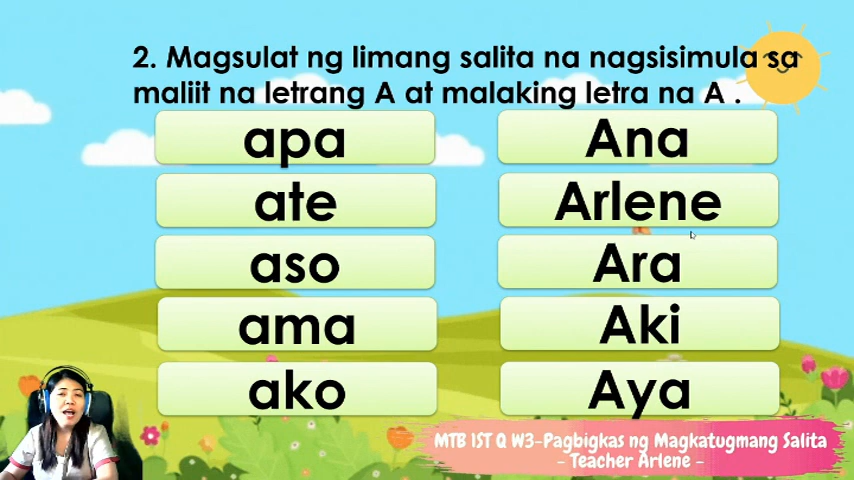 2. Magsulat ng limang salita na nagsisimula sa
maliit na letrang A at malaking letra na A .
apa
Ana
ate
Arlene
aso
Ara
ama
Aki
ako
Aya
MTB 1ST Q W3-Pagbigkas ng Magkatugmang Salita
- Teacher Arlene -